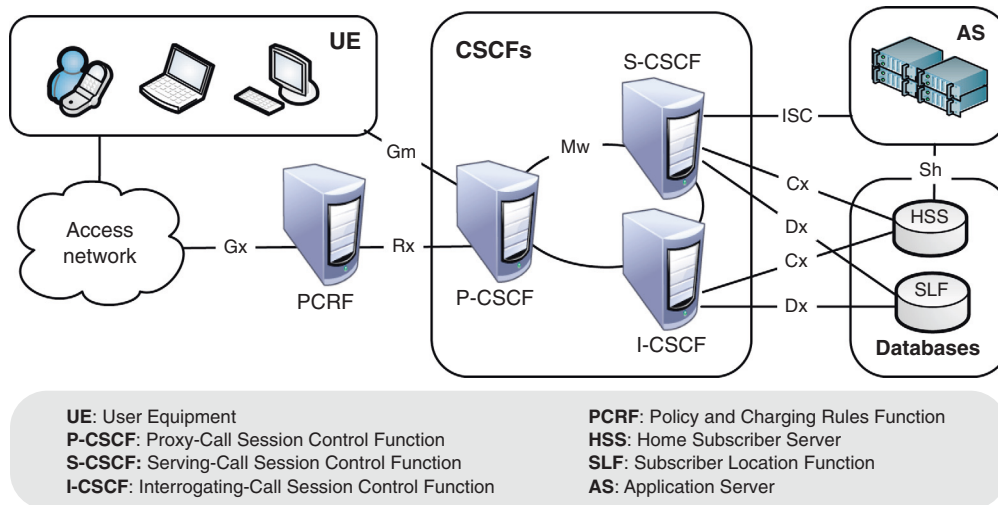 UE
CSCFs
S-CSCF
AS
ISC
Gm
Mw
Sh
Cx
HSS
Access
network
Gx
Rx
Dx
Cx
SLF
PCRF
P-CSCF
Dx
I-CSCF
Databases
UE: User Equipment
P-CSCF: Proxy-Call Session Control Function
S-CSCF: Serving-Call Session Control Function
I-CSCF: Interrogating-Call Session Control Function
PCRF: Policy and Charging Rules Function
HSS: Home Subscriber Server
SLF: Subscriber Location Function
AS: Application Server